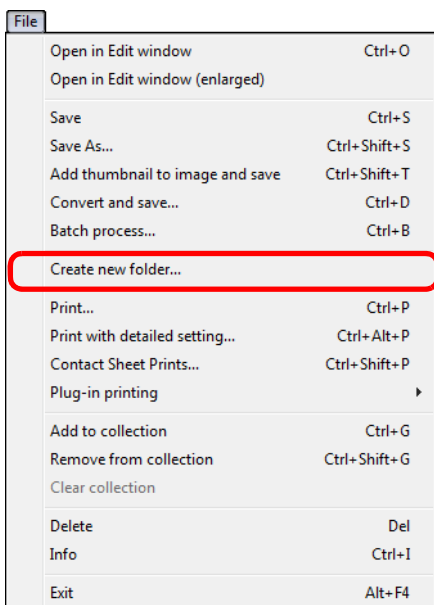 File
Open in Edit window Ctrl+O
Open in Edit window (enlarged)
Save Ctrl+S
Save As... Ctrl+Shift+S
Add thumbnail to image and save Ctrl+Shift+T
Convert and save... Ctrl+D
Batch process... Ctrl+B
Create new folder...
Print... Ctrl+P
Print with detailed setting... Ctrl+Alt+P
Contact Sheet Prints... Ctrl+Shift+P
Plug-in printing
Add to collection Ctrl+G
Remove from collection Ctrl+Shift+G
Clear collection
Delete Del
Info Ctrl+I
Exit Alt+F4